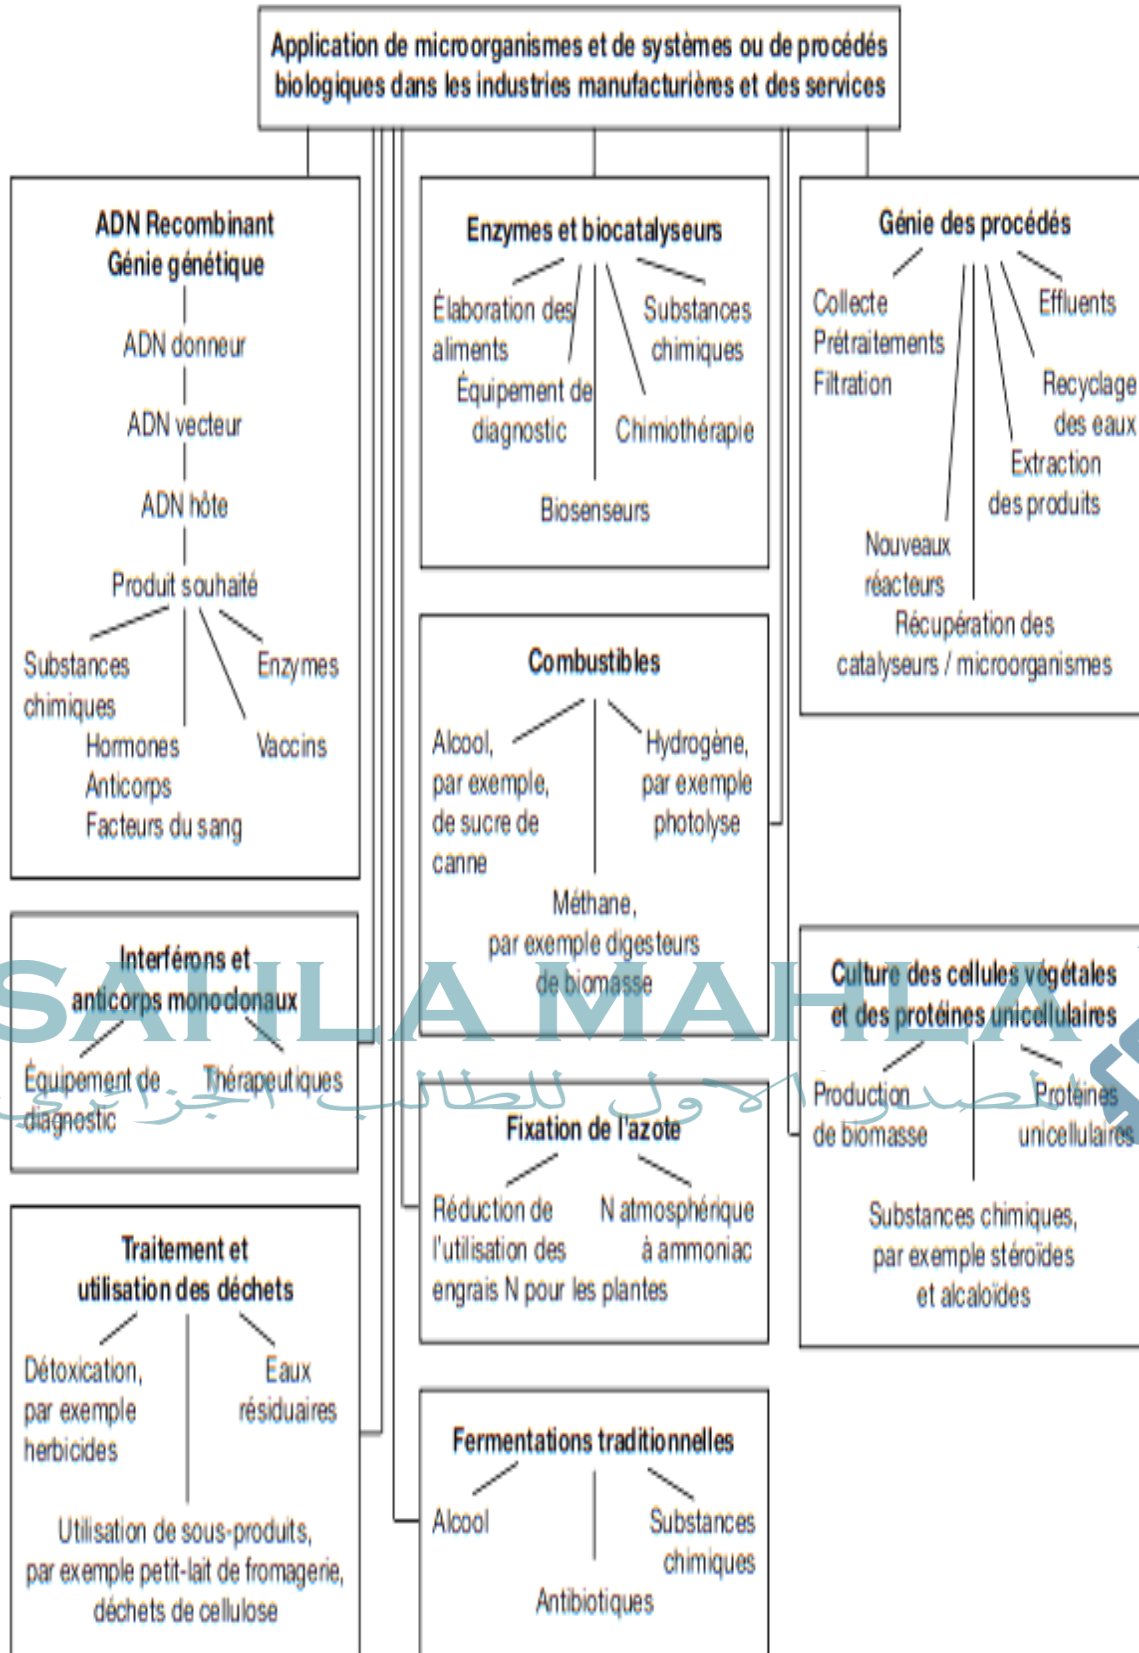 Application de microorganismes et de systèmes ou de procédés
biologiques dans les industries manufacturières et des services
ADN Recombinant
Génie génétique
ADN donneur
ADN vecteur
ADN hôte
Produit souhaité
Substances
chimiques
Enzymes
Hormones
Anticorps
Facteurs du sang
Vaccins
Interférons et
anticorps monoclonaux
Équipement de
diagnostic
Thérapeutiques
Traitement et
utilisation des déchets
Détoxication,
par exemple
herbicides
Eaux
résiduaires
Utilisation de sous-produits,
par exemple petit-lait de fromagerie,
déchets de cellulose
Enzymes et biocatalyseurs
Élaboration des
aliments
Substances
chimiques
Équipement de
diagnostic
Chimiothérapie
Biosenseurs
Combustibles
Alcool,
par exemple,
de sucre de
canne
Hydrogène,
par exemple
photolyse
Méthane,
par exemple digesteurs
de biomasse
Fixation de l'azote
Réduction de
l'utilisation des
engrais N pour les plantes
N atmosphérique
à ammoniac
Fermentations traditionnelles
Alcool
Substances
chimiques
Antibiotiques
Génie des procédés
Collecte
Prétraitements
Filtration
Effluents
Recyclage
des eaux
Extraction
des produits
Nouveaux
réacteurs
Récupération des
catalyseurs / microorganismes
Culture des cellules végétales
et des protéines unicellulaires
Production
de biomasse
Protéines
unicellulaires
Substances chimiques,
par exemple stéroïdes
et alcaloïdes
SAHLA MAHLA
المصدر الاول للطالب الجزائري